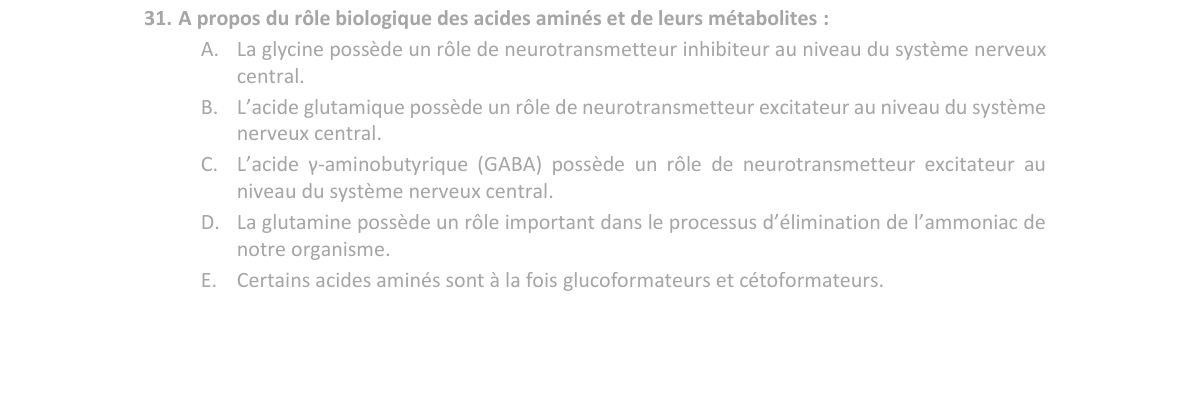 31. A propos du rôle biologique des acides aminés et de leurs métabolites :
A. La glycine possède un rôle de neurotransmetteur inhibiteur au niveau du système nerveux
central.
B. L’acide glutamique possède un rôle de neurotransmetteur excitateur au niveau du système
nerveux central.
C. L’acide γ-aminobutyrique (GABA) possède un rôle de neurotransmetteur excitateur au
niveau du système nerveux central.
D. La glutamine possède un rôle important dans le processus d’élimination de l’ammoniac de
notre organisme.
E. Certains acides aminés sont à la fois glucoformateurs et cétoformateurs.